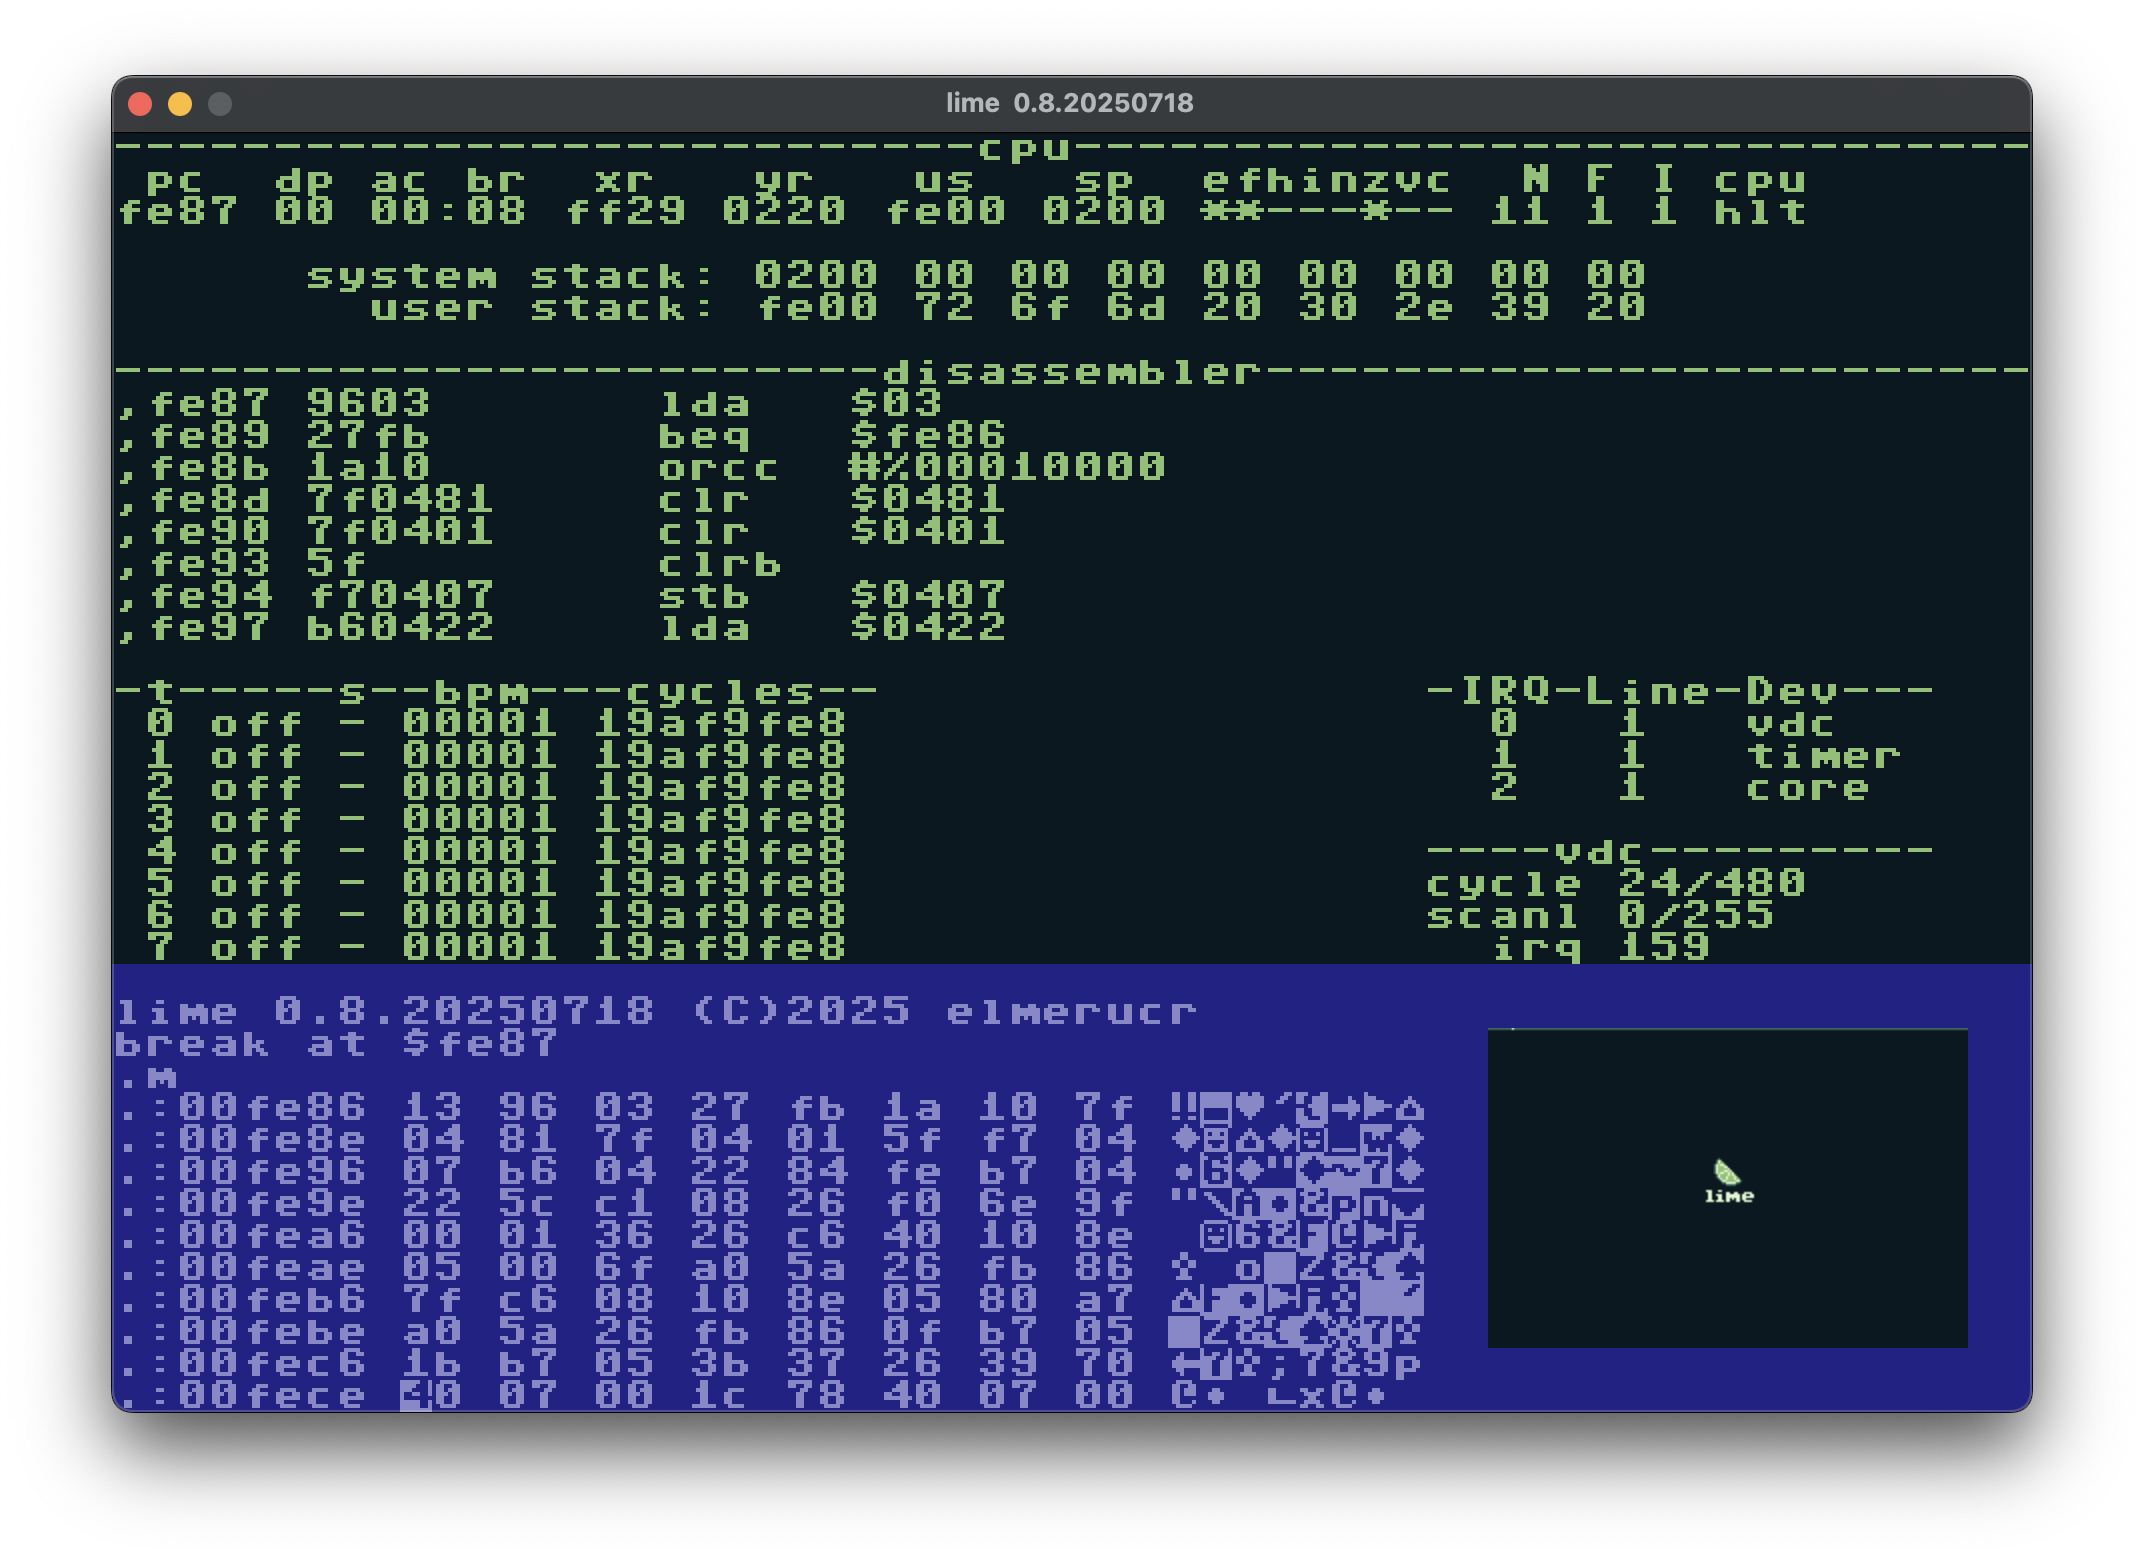 lime 0.8.20250718
---------------------------cpu------------------------------
pc dp ac br xr yr us sp efhinzvc N F I cpu
fe87 00 00:08 ff29 0220 fe00 0200 **---*-- 11 1 1 hlt
system stack: 0200 00 00 00 00 00 00 00 00
user stack: fe00 72 6f 6d 20 30 2e 39 20
------------------------disassembler------------------------
,fe87 9603 lda $03
,fe89 27fb beq $fe86
,fe8b 1a10 orcc #%00010000
,fe8d 7f0481 clr $0481
,fe90 7f0401 clr $0401
,fe93 5f clrb
,fe94 f70407 stb $0407
,fe97 b60422 lda $0422
-t-----s--bpm---cycles-- -IRQ-Line-Dev---
0 off - 00001 19af9fe8 0 1 vdc
1 off - 00001 19af9fe8 1 1 timer
2 off - 00001 19af9fe8 2 1 core
3 off - 00001 19af9fe8
4 off - 00001 19af9fe8 ----vdc---------
5 off - 00001 19af9fe8 cycle 24/480
6 off - 00001 19af9fe8 scanl 0/255
7 off - 00001 19af9fe8 irq 159
lime 0.8.20250718 (C)2025 elmerucr
break at $fe87
.m
.:00fe86 13 96 03 27 fb 1a 10 7f
.:00fe8e 04 81 7f 04 01 5f f7 04
.:00fe96 07 b6 04 22 84 fe b7 04
.:00fe9e 22 5c c1 08 26 f0 6e 9f
.:00fea6 00 01 36 26 c6 40 10 8e
.:00feae 05 00 6f a0 5a 26 fb 86
.:00feb6 7f c6 08 10 8e 05 80 a7
.:00febe a0 5a 26 fb 86 0f b7 05
.:00fec6 1b b7 05 3b 37 26 39 70
.:00fece 40 07 00 1c 78 40 07 00
lime